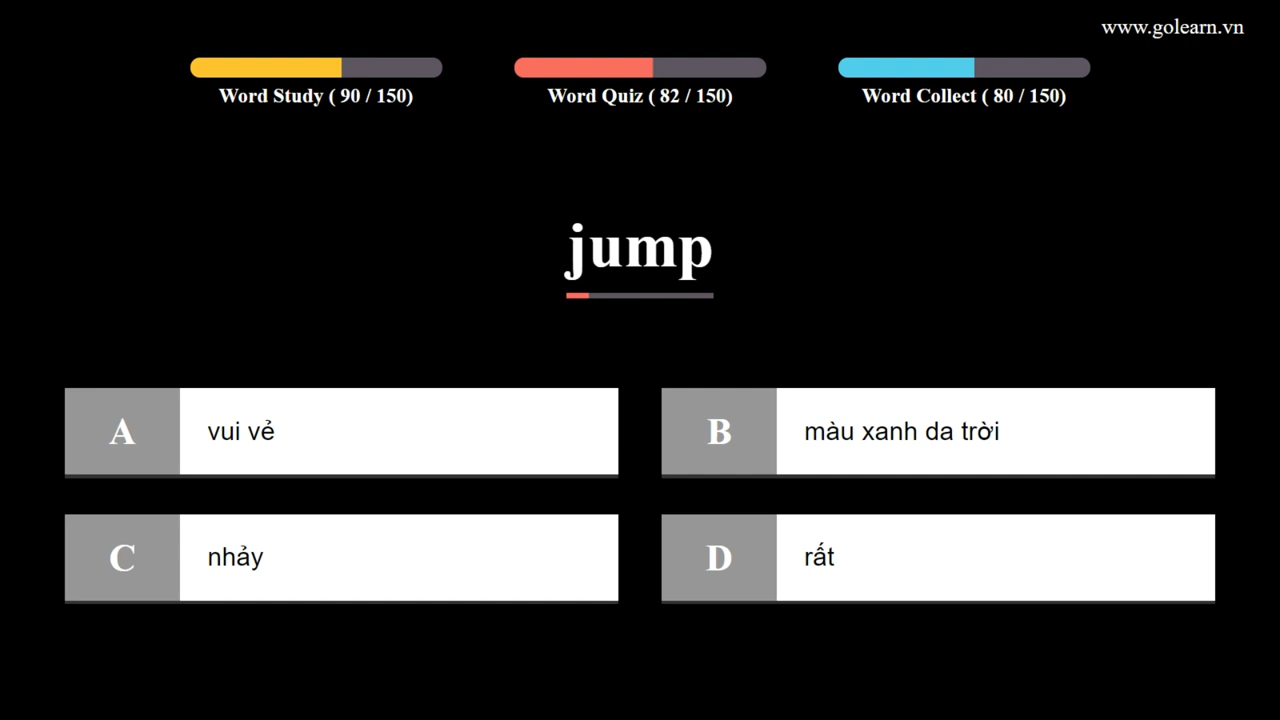 www.golearn.vn
Word Study ( 90 / 150)
Word Quiz ( 82 / 150)
Word Collect ( 80 / 150)
jump
A
vui vẻ
B
màu xanh da trời
C
nhảy
D
rất